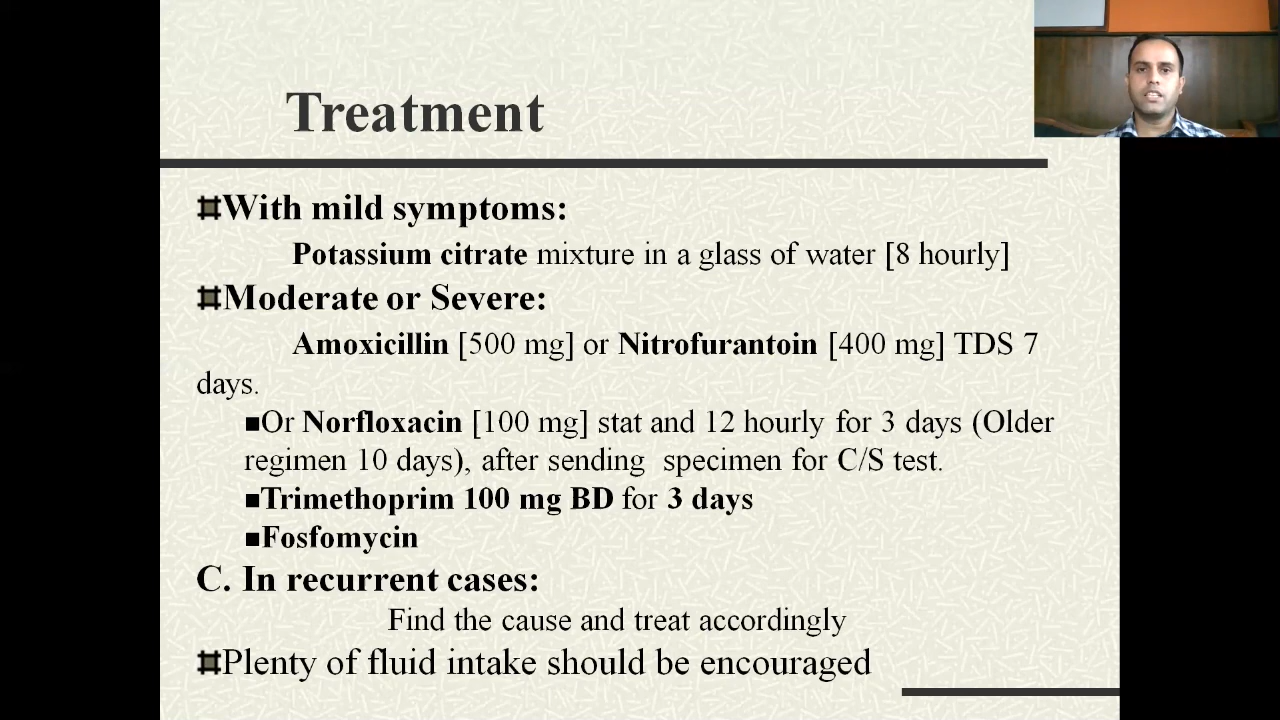 Treatment
With mild symptoms:
Potassium citrate mixture in a glass of water [8 hourly]
Moderate or Severe:
Amoxicillin [500 mg] or Nitrofurantoin [400 mg] TDS 7
days.
Or Norfloxacin [100 mg] stat and 12 hourly for 3 days (Older
regimen 10 days), after sending specimen for C/S test.
Trimethoprim 100 mg BD for 3 days
Fosfomycin
C. In recurrent cases:
Find the cause and treat accordingly
Plenty of fluid intake should be encouraged